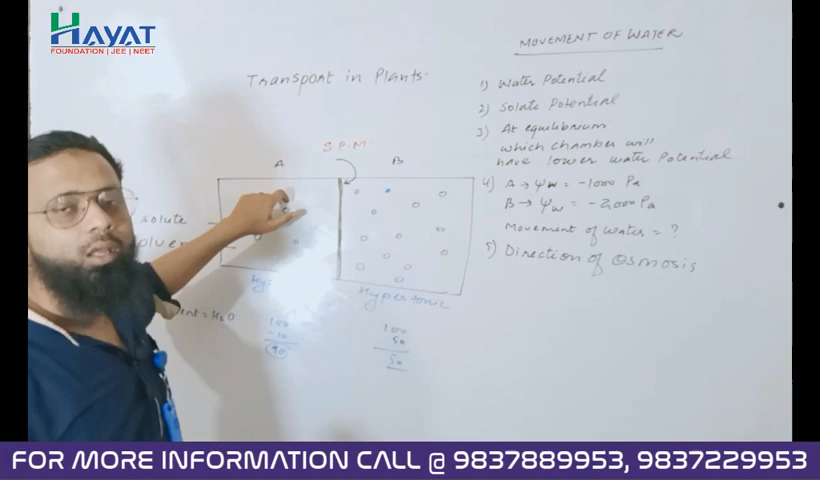 HAYAT
FOUNDATION | JEE | NEET
MOVEMENT OF WATER
Transport in Plants.
1) Water Potential
2) Solute Potential
3) At equilibrium
which chamber will
have lower water Potential
4) A → Ψw = -1000 Pa
B → Ψw = -2000 Pa
Movement of water = ?
5) Direction of Osmosis
S.P.M
A
B
solute
Hypertonic
= H2O
100
10
90
100
50
50
FOR MORE INFORMATION CALL @ 9837889953, 9837229953